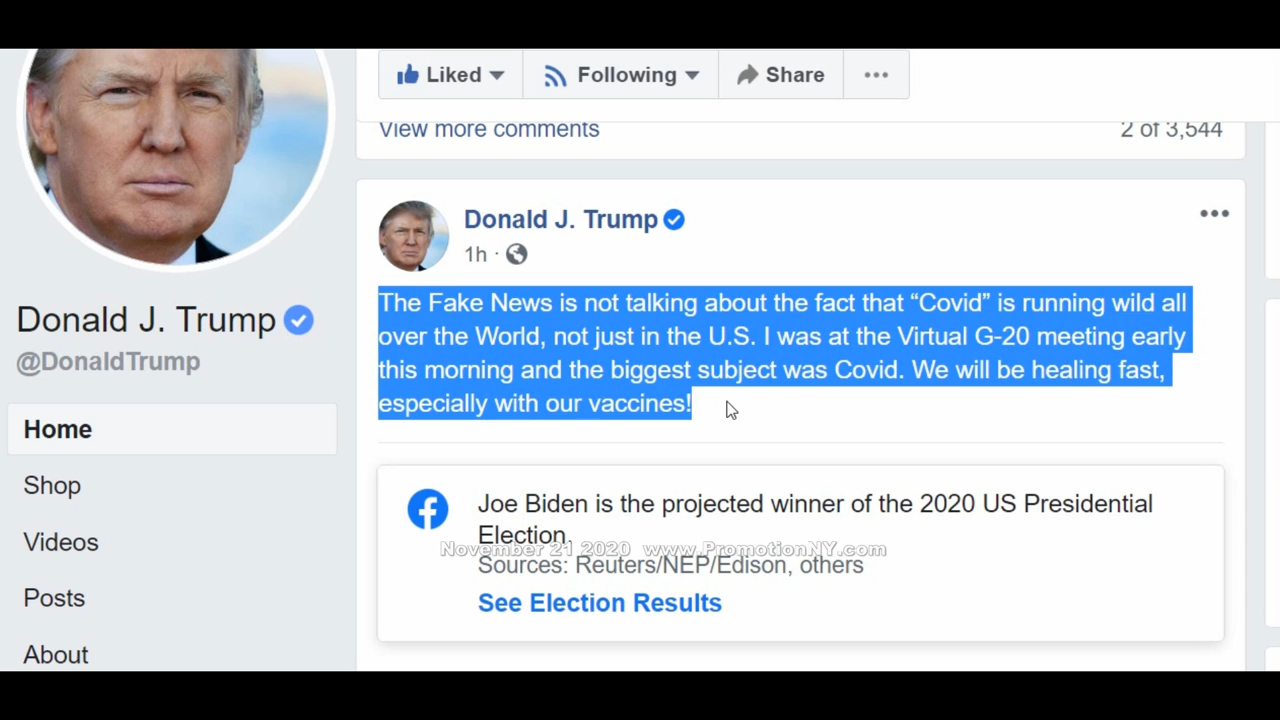 Liked
Following
Share
View more comments
2 of 3,544
Donald J. Trump
@DonaldTrump
Home
Shop
Videos
Posts
About
Donald J. Trump
1h ·
The Fake News is not talking about the fact that “Covid” is running wild all
over the World, not just in the U.S. I was at the Virtual G-20 meeting early
this morning and the biggest subject was Covid. We will be healing fast,
especially with our vaccines!
Joe Biden is the projected winner of the 2020 US Presidential
Election.
November 21 2020 www.PromotionNY.com
Sources: Reuters/NEP/Edison, others
See Election Results